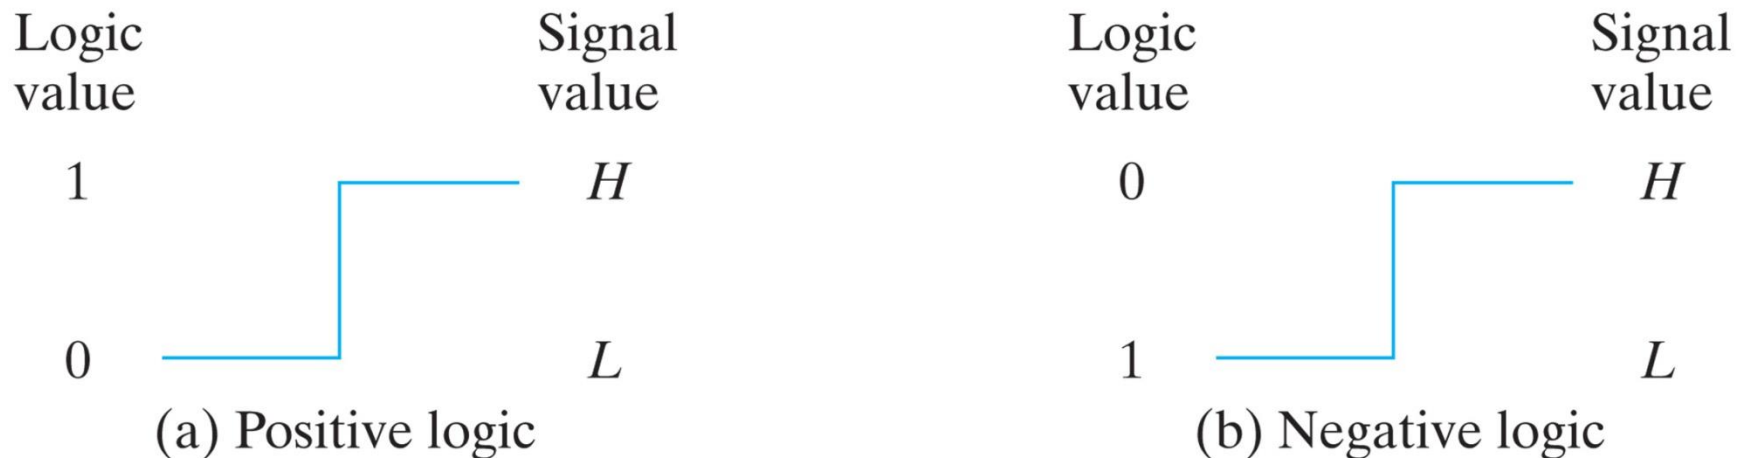 Logic
value
Signal
value
1
H
0
L
(a) Positive logic
Logic
value
Signal
value
0
H
1
L
(b) Negative logic